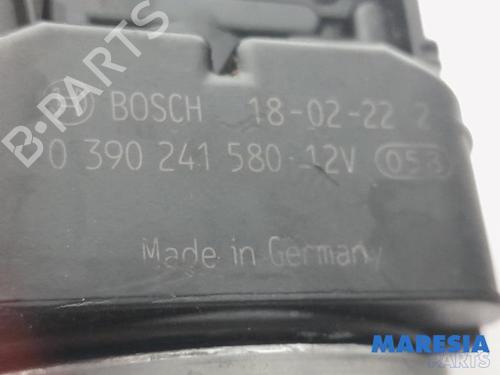 B-PARTS
BOSCH 18-02-22 2
0 390 241 580 12V 053
Made in Germany
MARESIA
PARTS